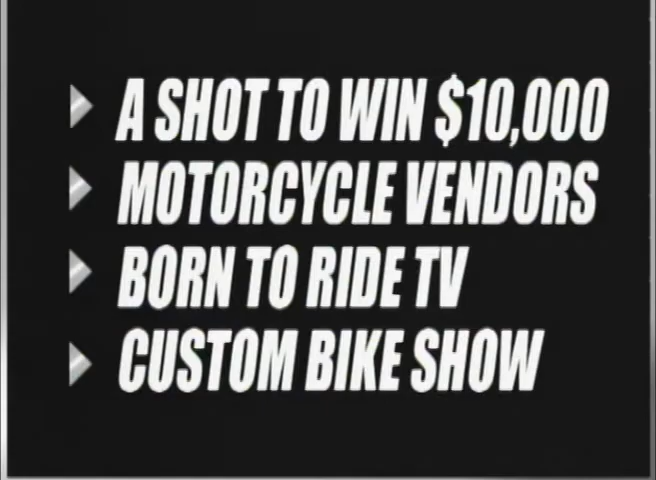 A SHOT TO WIN $10,000
MOTORCYCLE VENDORS
BORN TO RIDE TV
CUSTOM BIKE SHOW